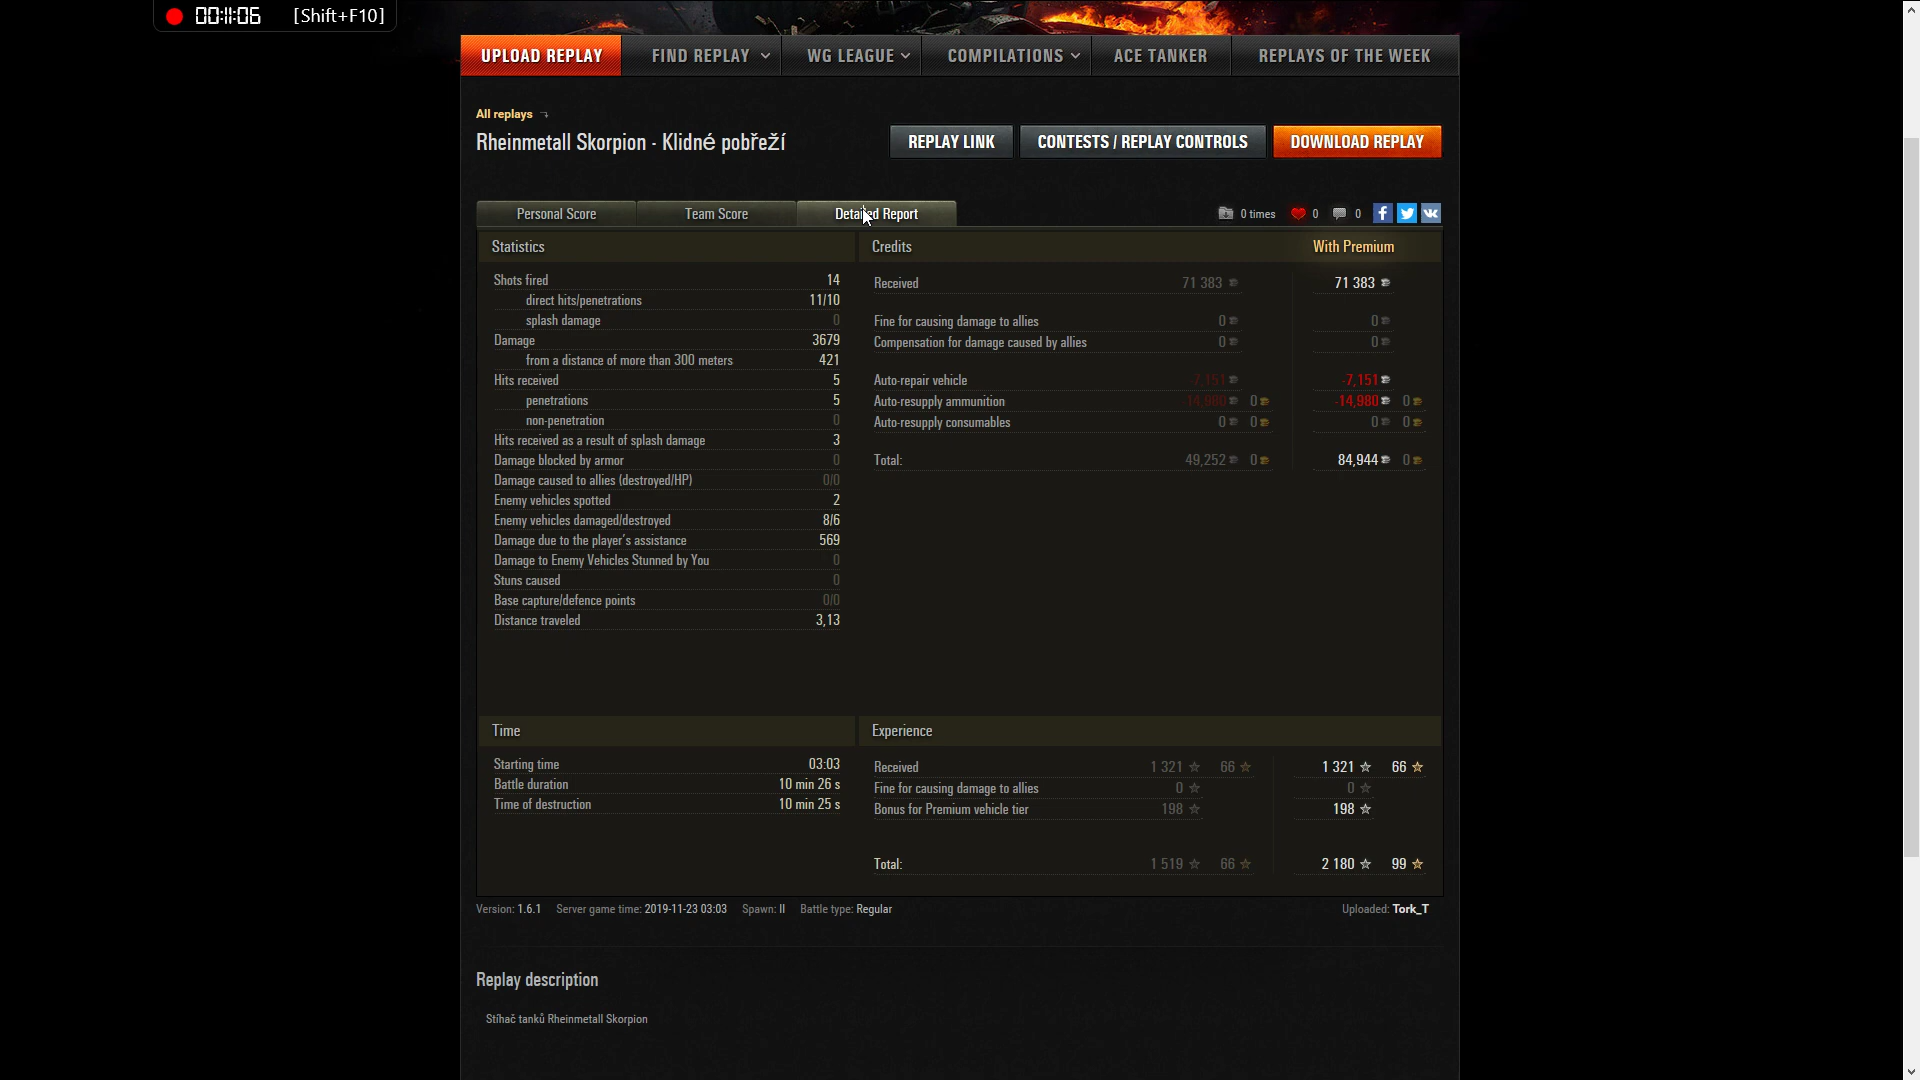 00:11:06 [Shift+F10]
UPLOAD REPLAY FIND REPLAY WG LEAGUE COMPILATIONS ACE TANKER REPLAYS OF THE WEEK
All replays
Rheinmetall Skorpion - Klidné pobřeží REPLAY LINK CONTESTS / REPLAY CONTROLS DOWNLOAD REPLAY
Personal Score Team Score Detailed Report 0 times 0 0
Statistics Credits With Premium
Shots fired 14
direct hits/penetrations 11/10
splash damage 0
Damage 3679
from a distance of more than 300 meters 421
Hits received 5
penetrations 5
non-penetration 0
Hits received as a result of splash damage 3
Damage blocked by armor 0
Damage caused to allies (destroyed/HP) 0/0
Enemy vehicles spotted 2
Enemy vehicles damaged/destroyed 8/6
Damage due to the player's assistance 569
Damage to Enemy Vehicles Stunned by You 0
Stuns caused 0
Base capture/defence points 0/0
Distance traveled 3,13
Received 71 383 71 383
Fine for causing damage to allies 0 0
Compensation for damage caused by allies 0 0
Auto-repair vehicle -7,151 -7,151
Auto-resupply ammunition -14,980 0 -14,980 0
Auto-resupply consumables 0 0 0 0
Total: 49,252 0 84,944 0
Time
Starting time 03:03
Battle duration 10 min 26 s
Time of destruction 10 min 25 s
Experience
Received 1 321 66 1 321 66
Fine for causing damage to allies 0 0
Bonus for Premium vehicle tier 198 198
Total: 1 519 66 2 180 99
Version: 1.6.1 Server game time: 2019-11-23 03:03 Spawn: II Battle type: Regular Uploaded: Tork_T
Replay description
Stíhač tanků Rheinmetall Skorpion